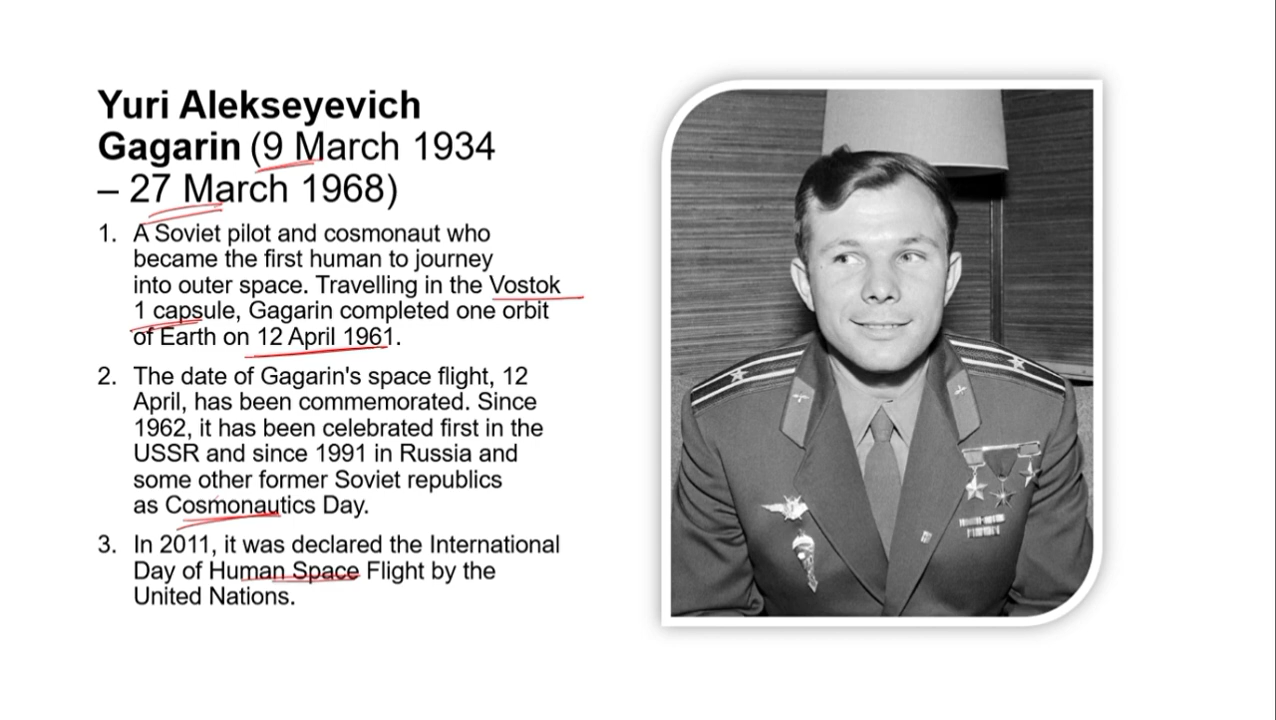 Yuri Alekseyevich
Gagarin (9 March 1934
– 27 March 1968)
1. A Soviet pilot and cosmonaut who
became the first human to journey
into outer space. Travelling in the Vostok
1 capsule, Gagarin completed one orbit
of Earth on 12 April 1961.
2. The date of Gagarin's space flight, 12
April, has been commemorated. Since
1962, it has been celebrated first in the
USSR and since 1991 in Russia and
some other former Soviet republics
as Cosmonautics Day.
3. In 2011, it was declared the International
Day of Human Space Flight by the
United Nations.